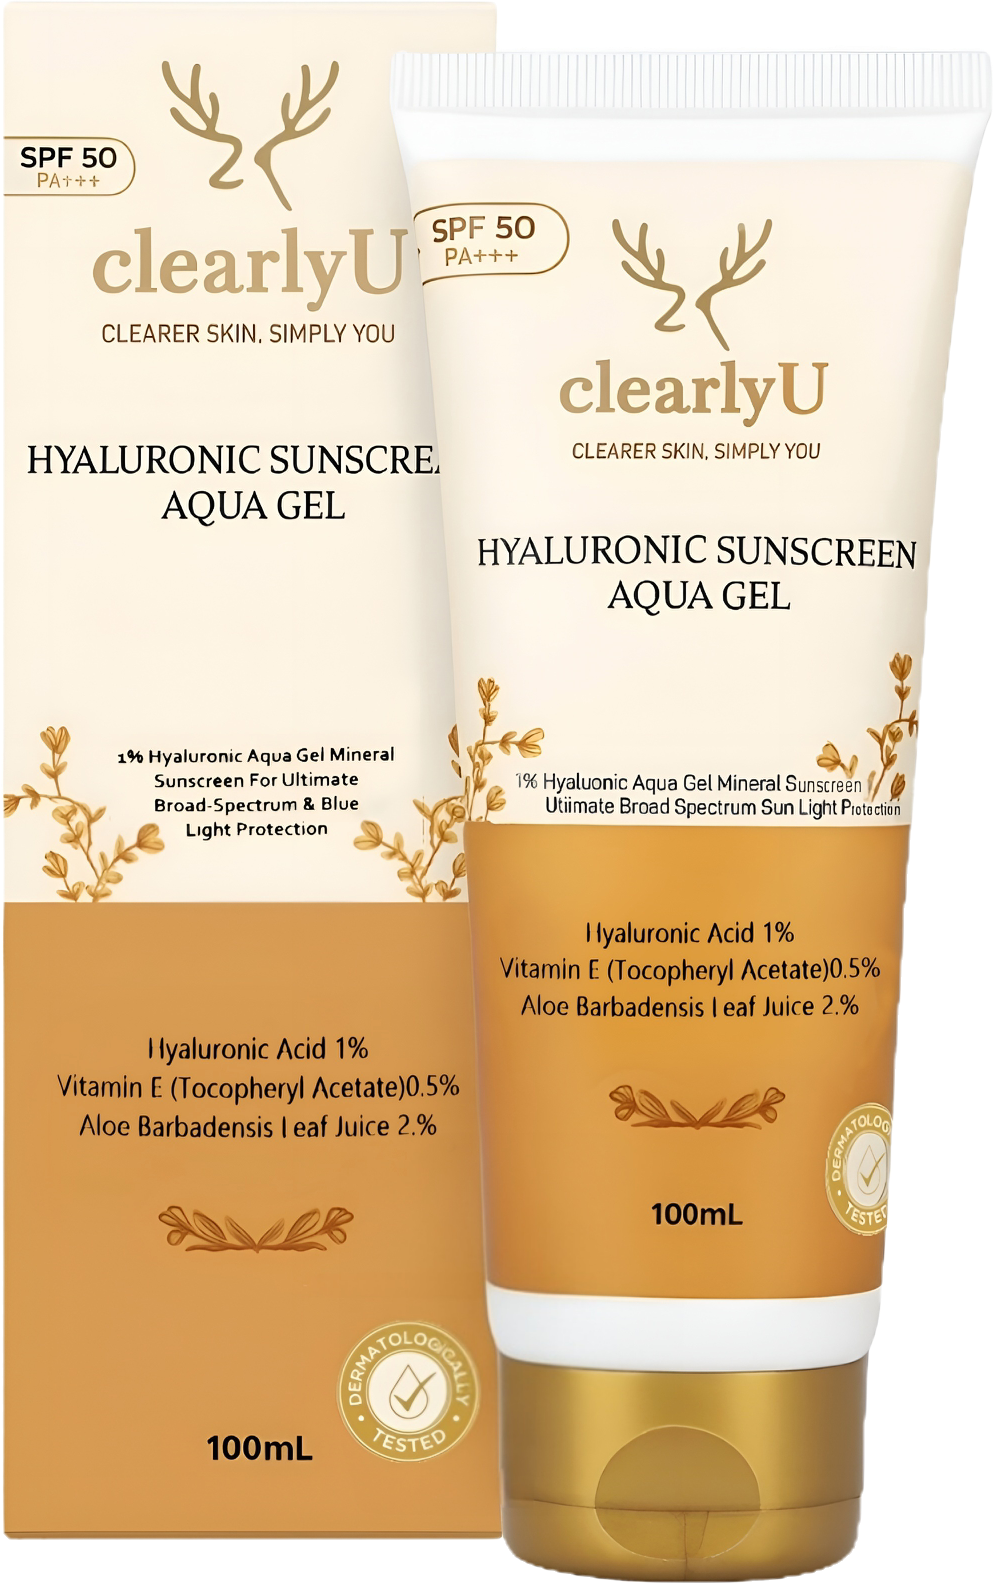 SPF 50
PA+++
clearlyU
CLEARER SKIN, SIMPLY YOU
HYALURONIC SUNSCREA
AQUA GEL
1% Hyaluronic Aqua Gel Mineral
Sunscreen For Ultimate
Broad-Spectrum & Blue
Light Protection
Hyaluronic Acid 1%
Vitamin E (Tocopheryl Acetate)0.5%
Aloe Barbadensis Leaf Juice 2.%
DERMATOLOGICALLY
TESTED
100mL
SPF 50
PA+++
clearlyU
CLEARER SKIN, SIMPLY YOU
HYALURONIC SUNSCREEN
AQUA GEL
1% Hyaluonic Aqua Gel Mineral Sunscreen
Utiimate Broad Spectrum Sun Light Protection
Hyaluronic Acid 1%
Vitamin E (Tocopheryl Acetate)0.5%
Aloe Barbadensis Leaf Juice 2.%
DERMATOLOGI
TESTED
100mL